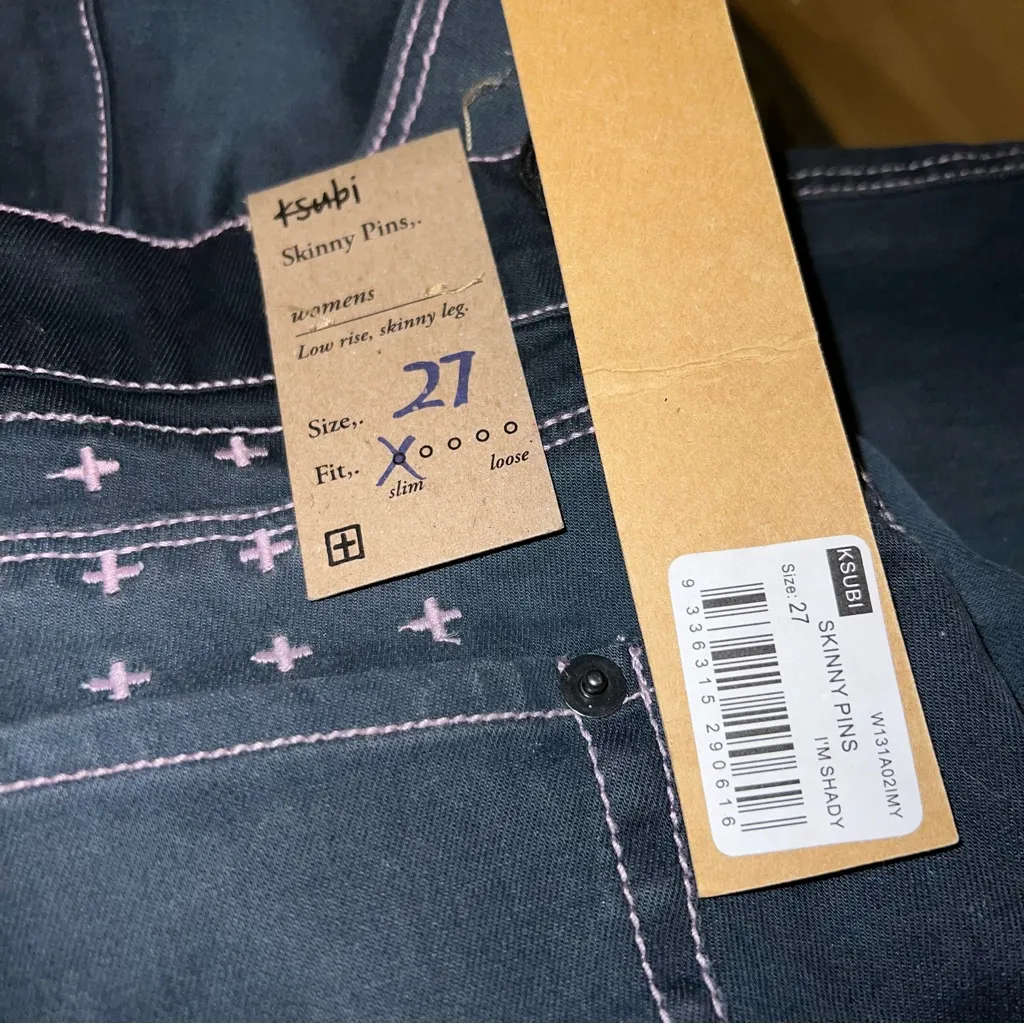 ksubi
Skinny Pins,.
womens
Low rise, skinny leg.
Size,. 27
Fit,. X
slim
loose
KSUBI
Size: 27
SKINNY PINS
W131A02IMY
I'M SHADY
9 336315 290616